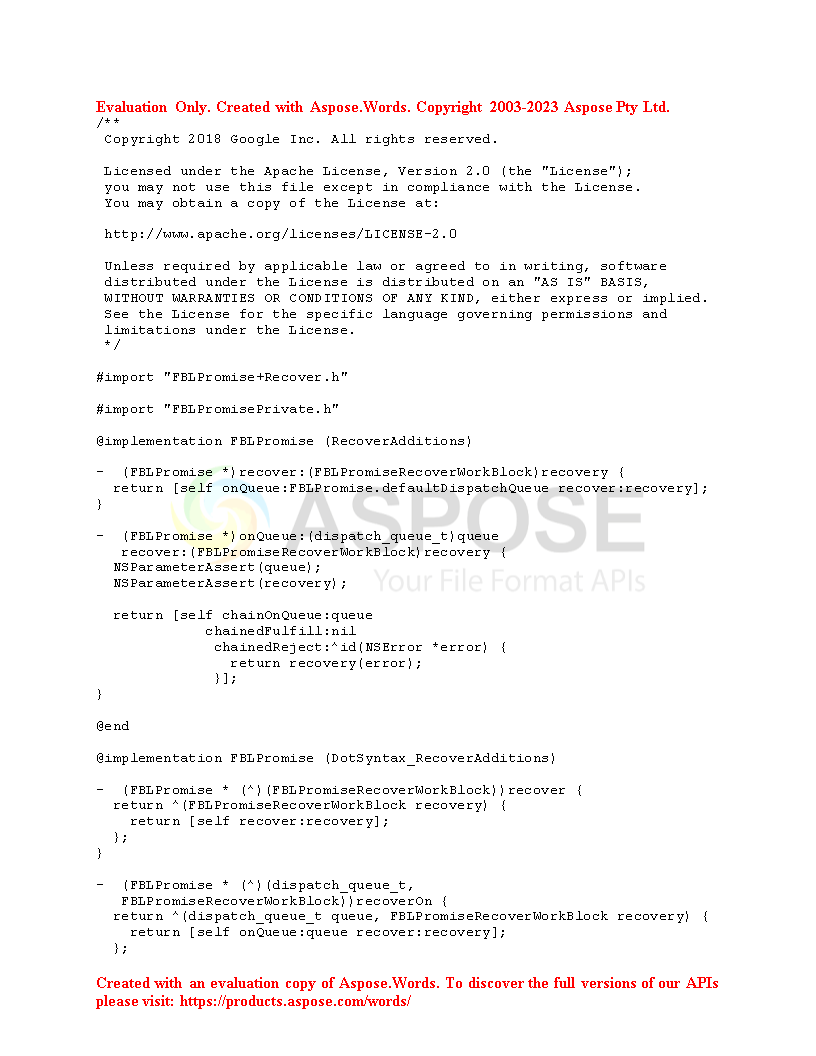 Evaluation Only. Created with Aspose.Words. Copyright 2003-2023 Aspose Pty Ltd.
/**
 Copyright 2018 Google Inc. All rights reserved.

 Licensed under the Apache License, Version 2.0 (the "License");
 you may not use this file except in compliance with the License.
 You may obtain a copy of the License at:

 http://www.apache.org/licenses/LICENSE-2.0

 Unless required by applicable law or agreed to in writing, software
 distributed under the License is distributed on an "AS IS" BASIS,
 WITHOUT WARRANTIES OR CONDITIONS OF ANY KIND, either express or implied.
 See the License for the specific language governing permissions and
 limitations under the License.
 */

#import "FBLPromise+Recover.h"

#import "FBLPromisePrivate.h"

@implementation FBLPromise (RecoverAdditions)

-  (FBLPromise *)recover:(FBLPromiseRecoverWorkBlock)recovery {
  return [self onQueue:FBLPromise.defaultDispatchQueue recover:recovery];
}

-  (FBLPromise *)onQueue:(dispatch_queue_t)queue
   recover:(FBLPromiseRecoverWorkBlock)recovery {
  NSParameterAssert(queue);
  NSParameterAssert(recovery);

  return [self chainOnQueue:queue
             chainedFulfill:nil
              chainedReject:^id(NSError *error) {
                return recovery(error);
              }];
}

@end

@implementation FBLPromise (DotSyntax_RecoverAdditions)

-  (FBLPromise * (^)(FBLPromiseRecoverWorkBlock))recover {
  return ^(FBLPromiseRecoverWorkBlock recovery) {
    return [self recover:recovery];
  };
}

-  (FBLPromise * (^)(dispatch_queue_t,
   FBLPromiseRecoverWorkBlock))recoverOn {
  return ^(dispatch_queue_t queue, FBLPromiseRecoverWorkBlock recovery) {
    return [self onQueue:queue recover:recovery];
  };
ASPOSE
Your File Format APIs
Created with an evaluation copy of Aspose.Words. To discover the full versions of our APIs
please visit: https://products.aspose.com/words/